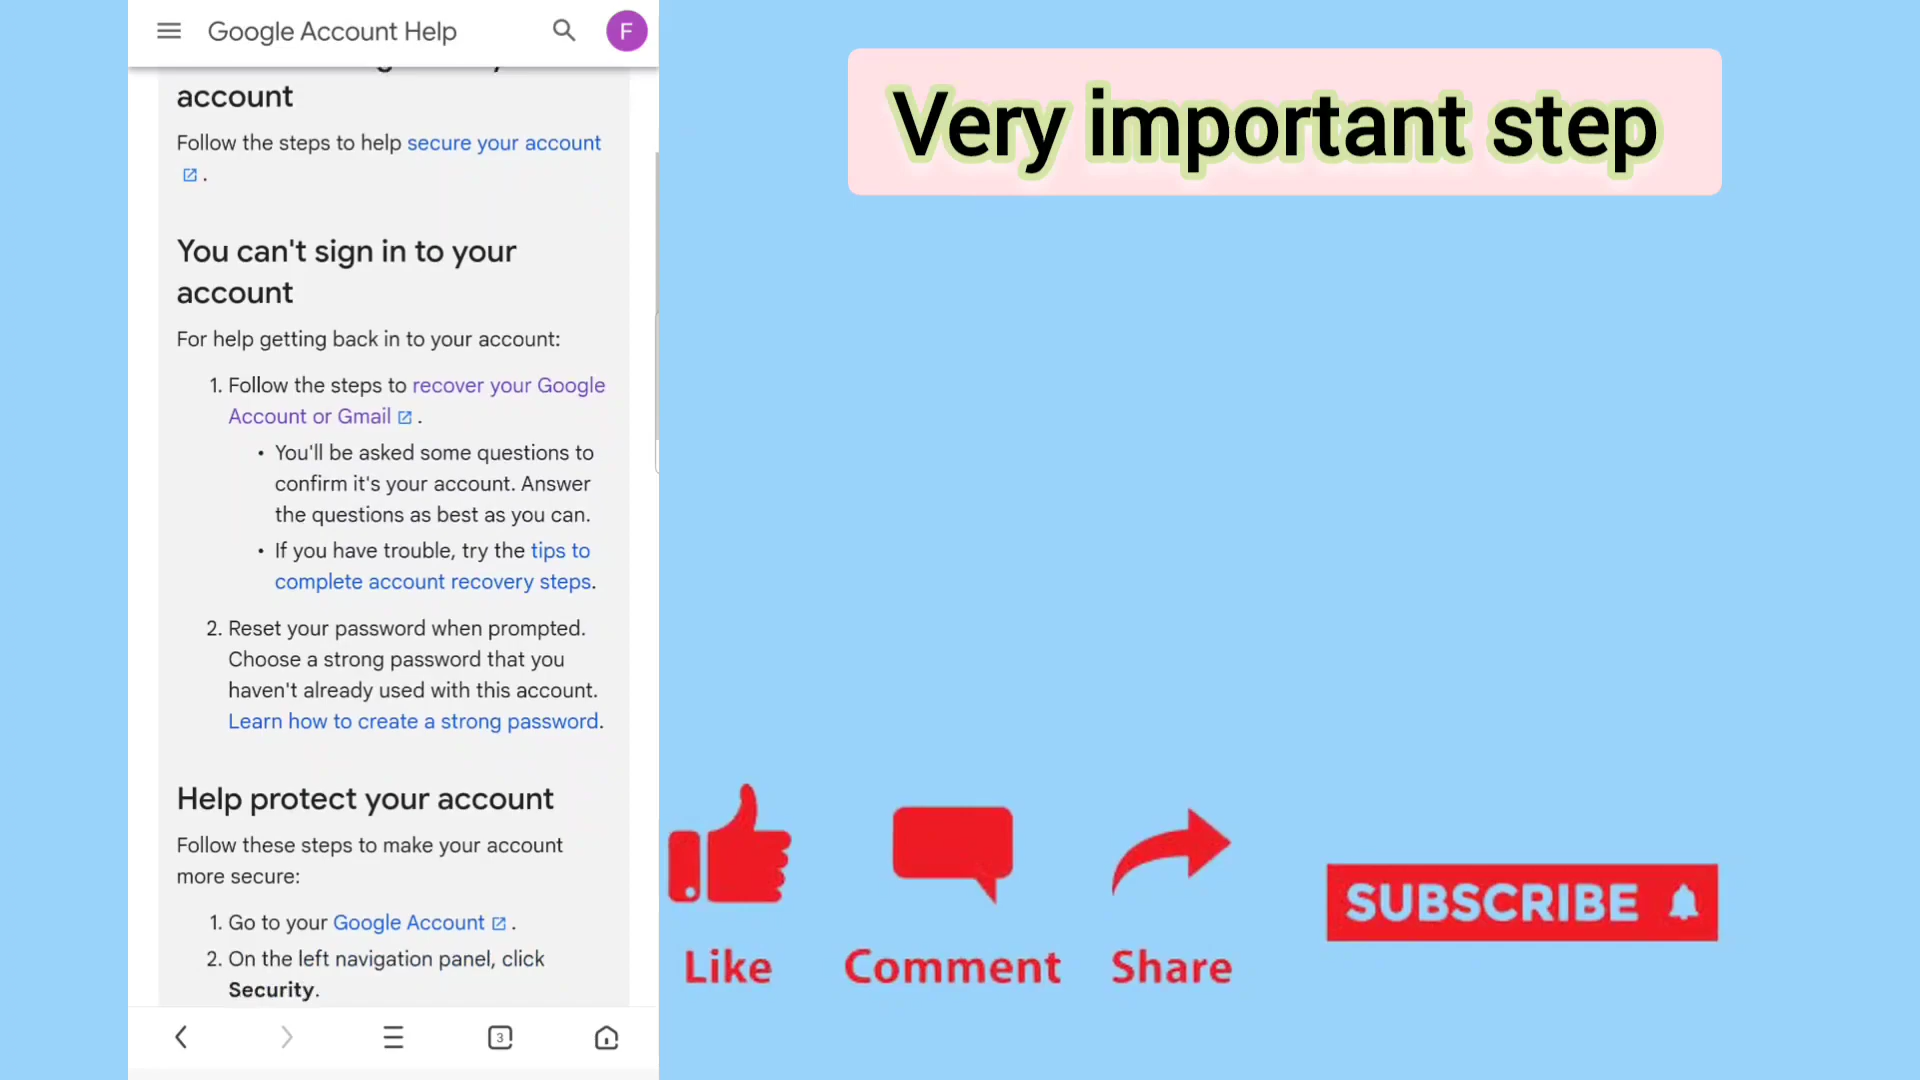 Google Account Help
F
account
Follow the steps to help secure your account
.
You can't sign in to your
account
For help getting back in to your account:
1. Follow the steps to recover your Google
Account or Gmail .
• You'll be asked some questions to
confirm it's your account. Answer
the questions as best as you can.
• If you have trouble, try the tips to
complete account recovery steps.
2. Reset your password when prompted.
Choose a strong password that you
haven't already used with this account.
Learn how to create a strong password.
Help protect your account
Follow these steps to make your account
more secure:
1. Go to your Google Account .
2. On the left navigation panel, click
Security.
3
Very important step
Like
Comment
Share
SUBSCRIBE